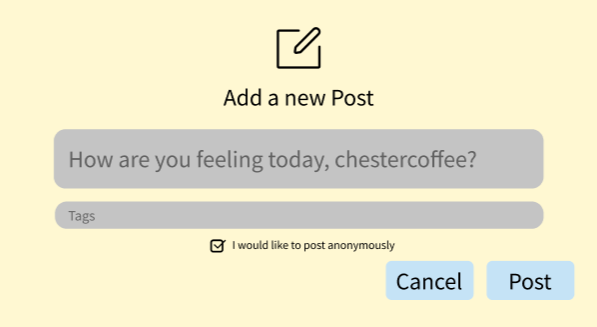 Add a new Post
How are you feeling today, chestercoffee?
Tags
I would like to post anonymously
Cancel Post